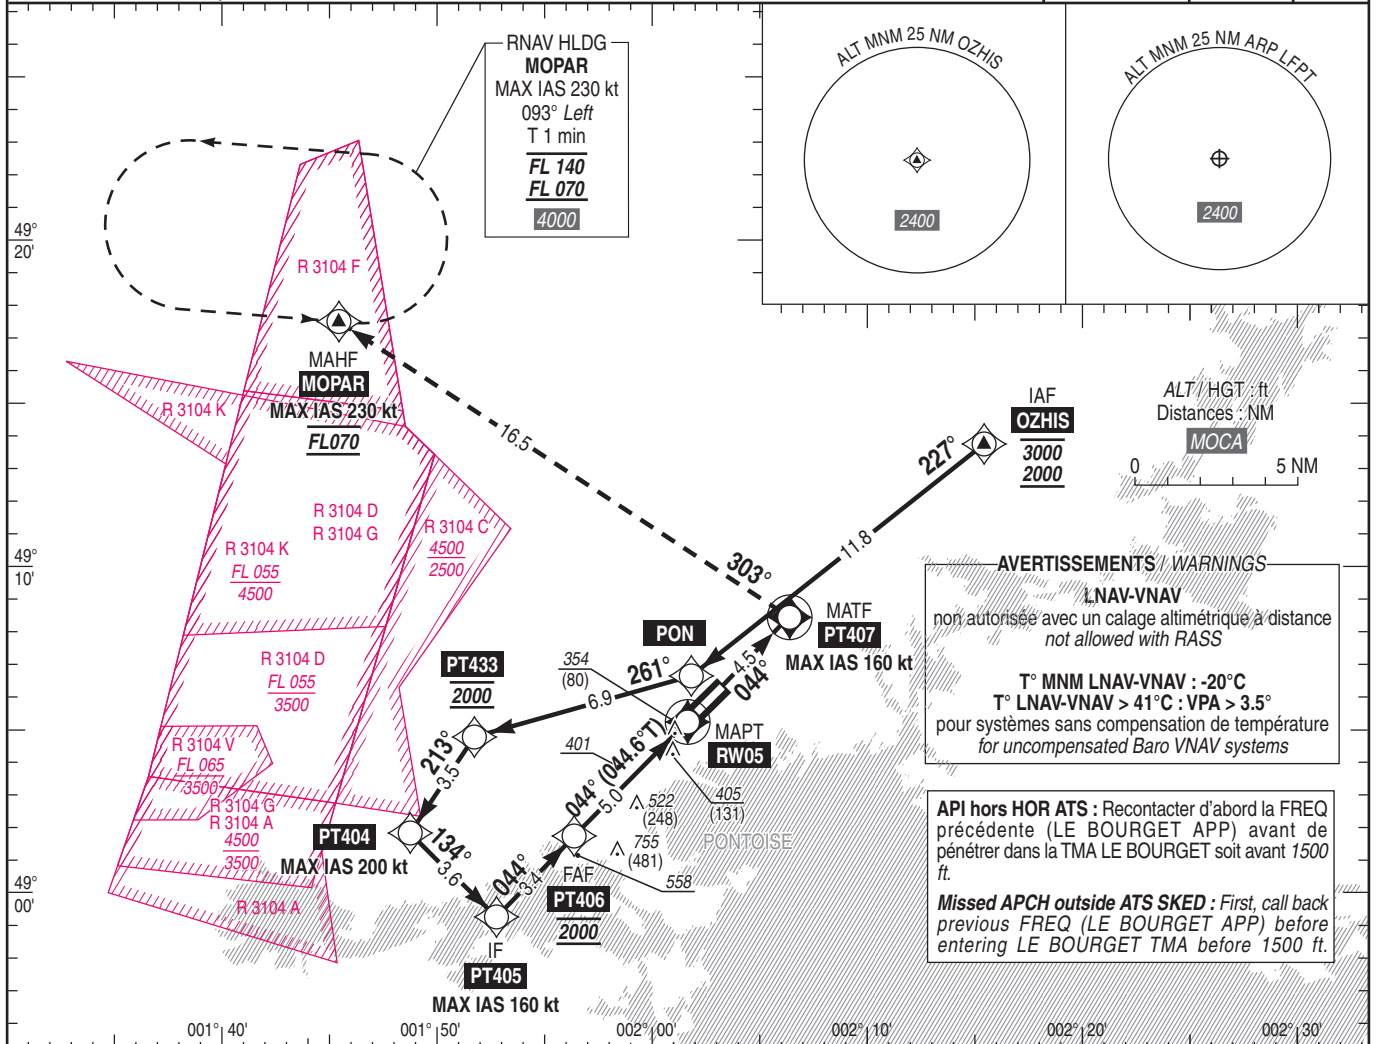 RNAV HLDG
MOPAR
MAX IAS 230 kt
093° Left
T 1 min
FL 140
FL 070
4000
ALT MNM 25 NM OZHIS
2400
ALT MNM 25 NM ARP LFPT
2400
49°
20'
R 3104 F
MAHF
MOPAR
MAX IAS 230 kt
FL070
R 3104 K
16.5
IAF
OZHIS
3000
2000
227°
11.8
ALT / HGT : ft
Distances : NM
MOCA
0 5 NM
R 3104 D
R 3104 G
R 3104 C
4500
2500
R 3104 K
FL 055
4500
49°
10'
303°
MATF
PT407
MAX IAS 160 kt
AVERTISSEMENTS / WARNINGS
LNAV-VNAV
non autorisée avec un calage altimétrique à distance
not allowed with RASS
T° MNM LNAV-VNAV : -20°C
T° LNAV-VNAV > 41°C : VPA > 3.5°
pour systèmes sans compensation de température
for uncompensated Baro VNAV systems
PON
PT433
2000
354
(80)
261°
6.9
4.5
044°
R 3104 D
FL 055
3500
MAPT
RW05
R 3104 V
FL 065
3500
213°
3.5
401
044° (044.6°T)
5.0
405
(131)
522
(248)
755
(481)
PONTOISE
558
R 3104 G
R 3104 A
4500
3500
PT404
MAX IAS 200 kt
134°
3.6
044°
3.4
FAF
PT406
2000
API hors HOR ATS : Recontacter d'abord la FREQ
précédente (LE BOURGET APP) avant de
pénétrer dans la TMA LE BOURGET soit avant 1500
ft.
Missed APCH outside ATS SKED : First, call back
previous FREQ (LE BOURGET APP) before
entering LE BOURGET TMA before 1500 ft.
49°
00'
R 3104 A
IF
PT405
MAX IAS 160 kt
001° 40'
001° 50'
002° 00'
002° 10'
002° 20'
002° 30'